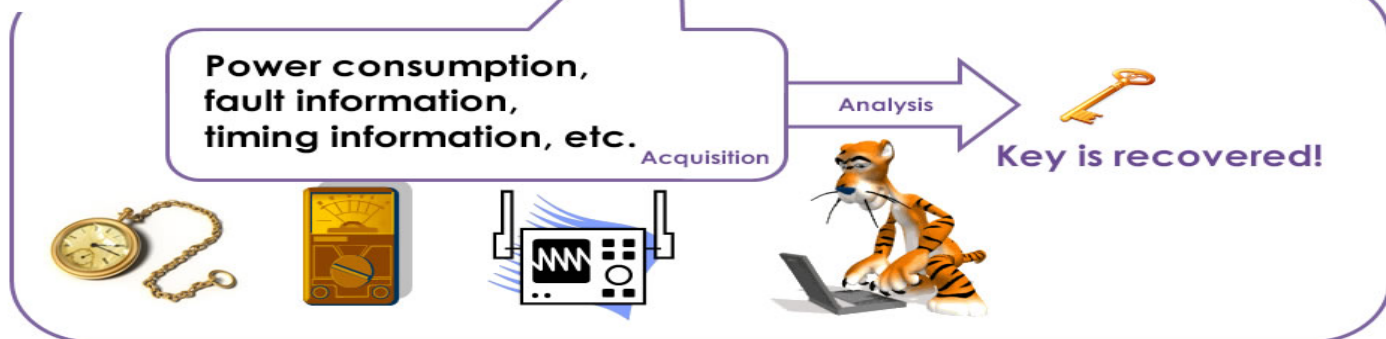 Power consumption,
fault information,
timing information, etc.
Acquisition
Analysis
Key is recovered!